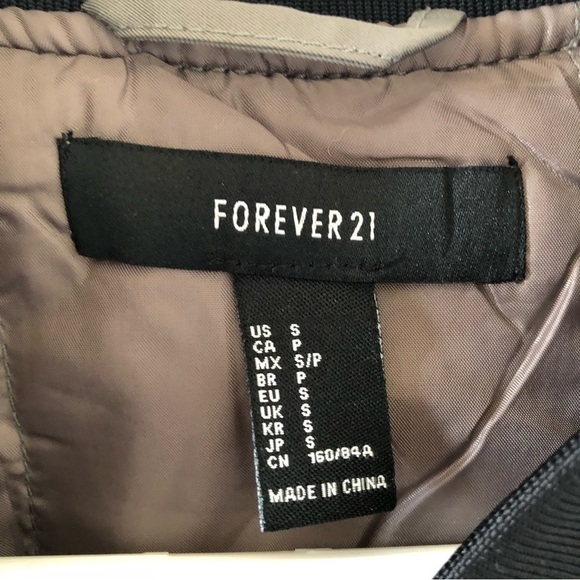 FOREVER 21
US S
CA P
MX S/P
BR P
EU S
UK S
KR S
JP S
CN 160/84A
MADE IN CHINA